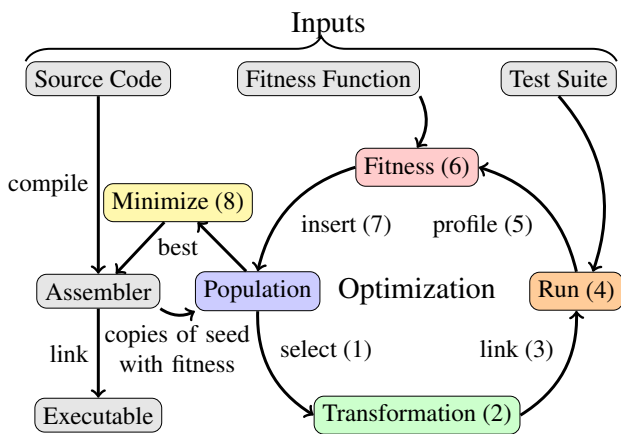 Inputs
Source Code
Fitness Function
Test Suite
Fitness (6)
compile
Minimize (8)
insert (7)
profile (5)
best
Assembler
Population
Optimization
Run (4)
copies of seed
with fitness
link
select (1)
link (3)
Executable
Transformation (2)